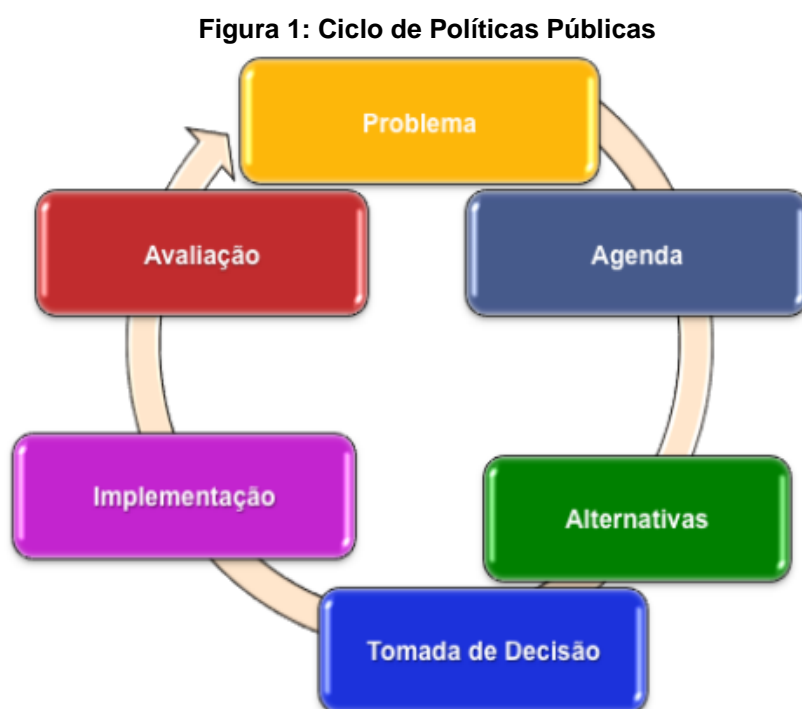 Figura 1: Ciclo de Políticas Públicas
Problema
Agenda
Alternativas
Tomada de Decisão
Implementação
Avaliação